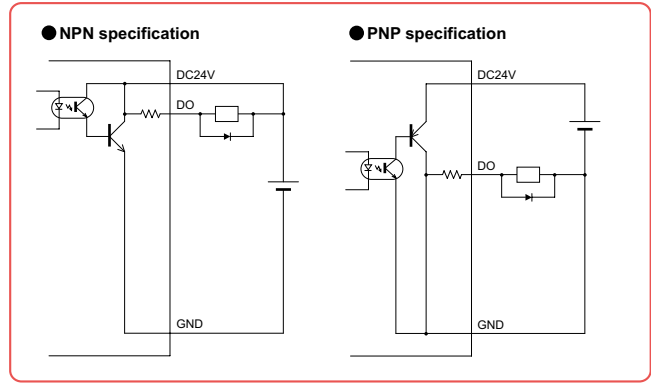 ● NPN specification
DC24V
DO
GND
● PNP specification
DC24V
DO
GND